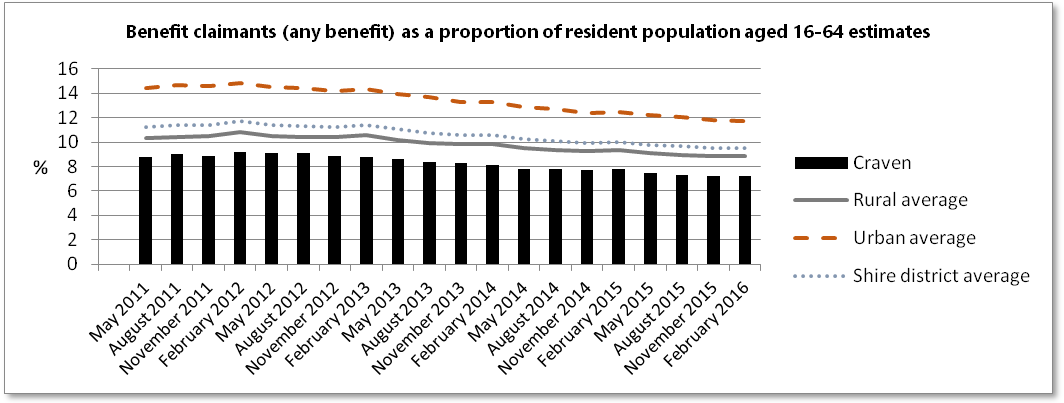 Benefit claimants (any benefit) as a proportion of resident population aged 16-64 estimates
16
14
12
10
8
6
4
2
0
%
May 2011
August 2011
November 2011
February 2012
May 2012
August 2012
November 2012
February 2013
May 2013
August 2013
November 2013
February 2014
May 2014
August 2014
November 2014
February 2015
May 2015
August 2015
November 2015
February 2016
Craven
Rural average
Urban average
Shire district average